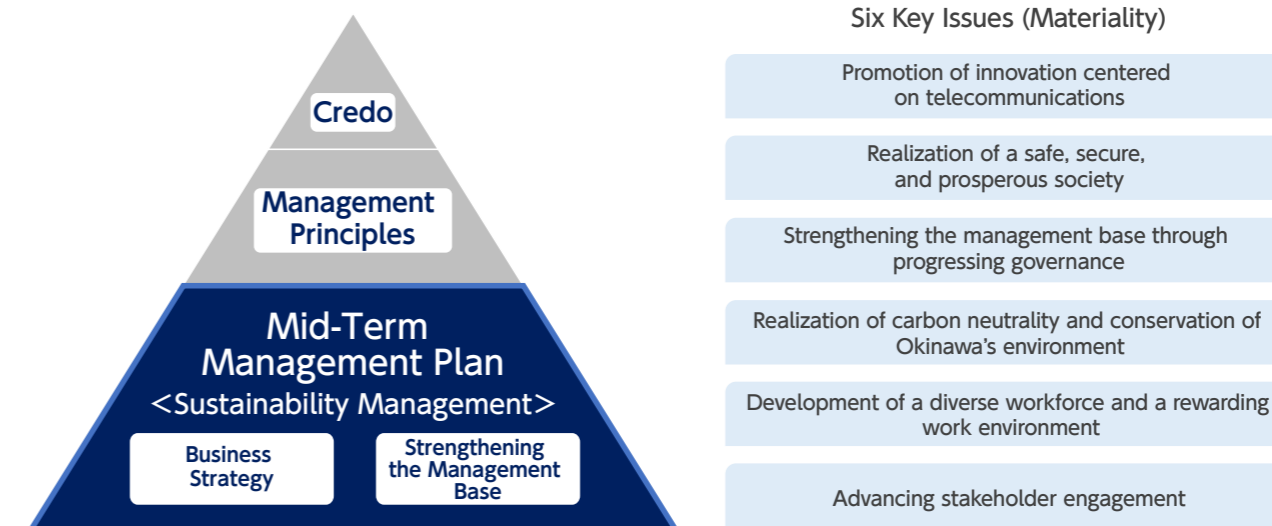 Credo
Management
Principles
Mid-Term
Management Plan
<Sustainability Management>
Business
Strategy
Strengthening
the Management
Base
Six Key Issues (Materiality)
Promotion of innovation centered
on telecommunications
Realization of a safe, secure,
and prosperous society
Strengthening the management base through
progressing governance
Realization of carbon neutrality and conservation of
Okinawa’s environment
Development of a diverse workforce and a rewarding
work environment
Advancing stakeholder engagement